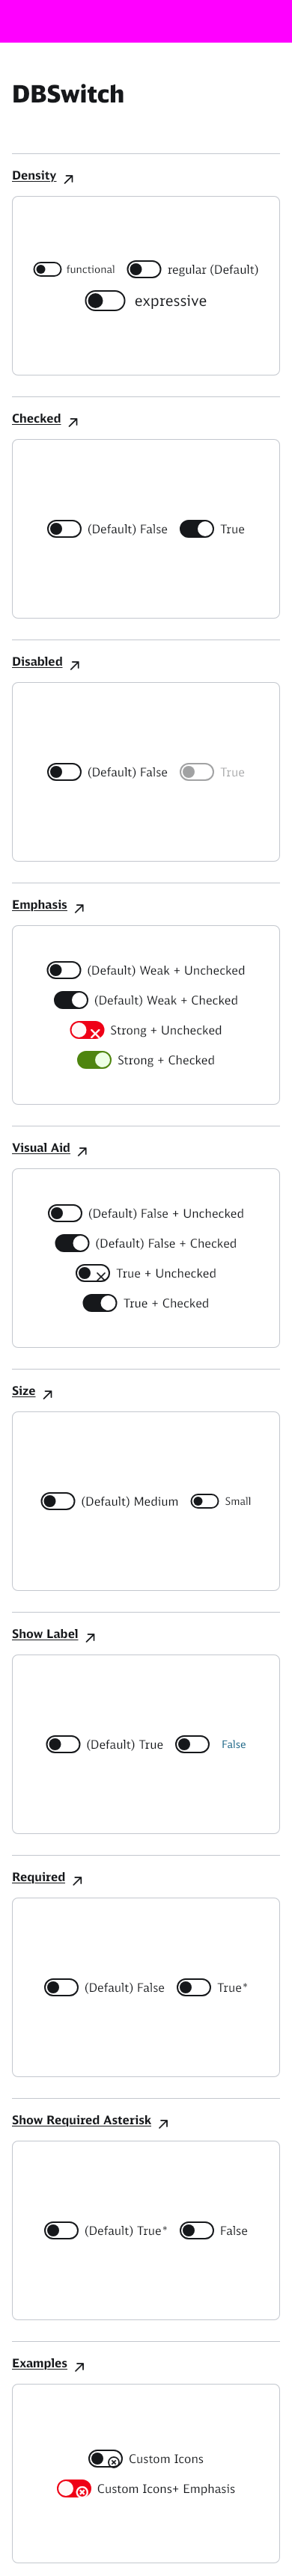 DBSwitch
Density
functional regular (Default)
expressive
Checked
(Default) False True
Disabled
(Default) False True
Emphasis
(Default) Weak + Unchecked
(Default) Weak + Checked
Strong + Unchecked
Strong + Checked
Visual Aid
(Default) False + Unchecked
(Default) False + Checked
True + Unchecked
True + Checked
Size
(Default) Medium Small
Show Label
(Default) True False
Required
(Default) False True*
Show Required Asterisk
(Default) True* False
Examples
Custom Icons
Custom Icons+ Emphasis